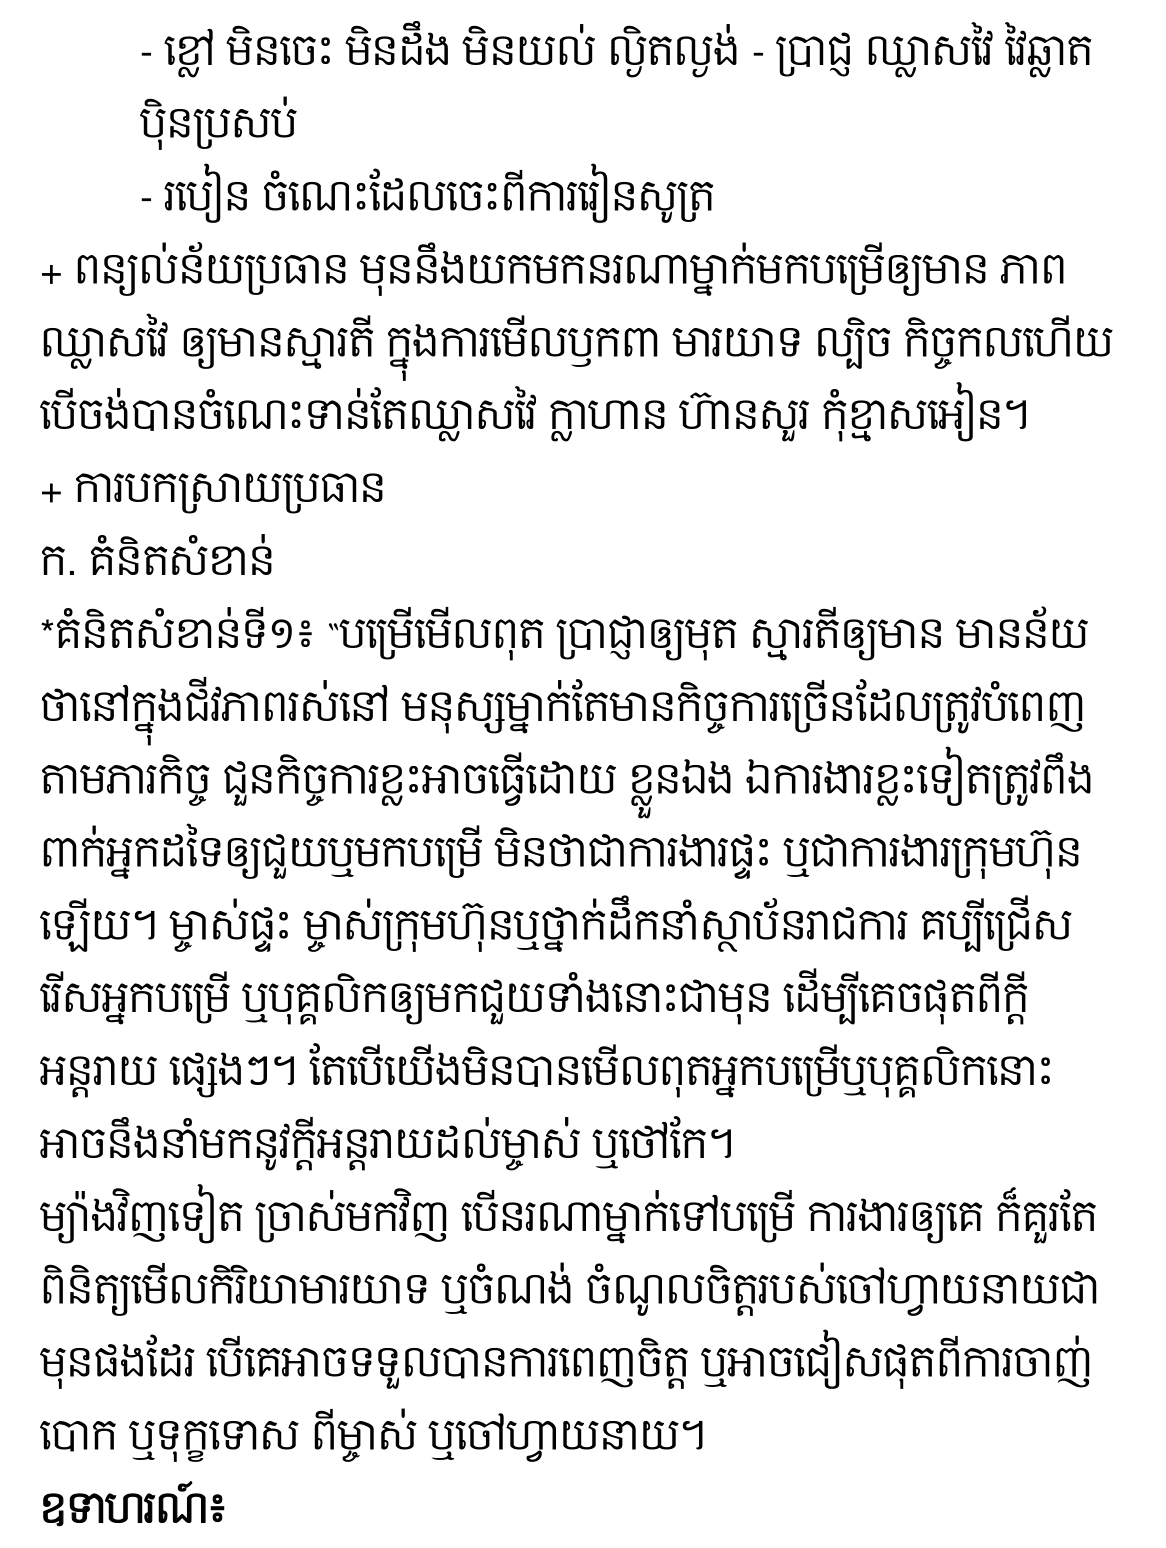 - ខ្លៅ មិនចេះ មិនដឹង មិនយល់ ល្ងិតល្ងង់ - ប្រាជ្ញ ឈ្លាសវៃ វៃឆ្លាត
ប៉ិនប្រសប់
- របៀន ចំណេះដែលចេះពីការរៀនសូត្រ
+ ពន្យល់ន័យប្រធាន មុននឹងយកមកនរណាម្នាក់មកបម្រើឲ្យមាន ភាព
ឈ្លាសវៃ ឲ្យមានស្មារតី ក្នុងការមើលឫកពា មារយាទ ល្បិច កិច្ចកលហើយ
បើចង់បានចំណេះទាន់តែឈ្លាសវៃ ក្លាហាន ហ៊ានសួរ កុំខ្មាសអៀន។
+ ការបកស្រាយប្រធាន
ក. គំនិតសំខាន់
*គំនិតសំខាន់ទី១៖ “បម្រើមើលពុត ប្រាជ្ញាឲ្យមុត ស្មារតីឲ្យមាន មានន័យ
ថានៅក្នុងជីវភាពរស់នៅ មនុស្សម្នាក់តែមានកិច្ចការច្រើនដែលត្រូវបំពេញ
តាមភារកិច្ច ជួនកិច្ចការខ្លះអាចធ្វើដោយ ខ្លួនឯង ឯការងារខ្លះទៀតត្រូវពឹង
ពាក់អ្នកដទៃឲ្យជួយឬមកបម្រើ មិនថាជាការងារផ្ទះ ឬជាការងារក្រុមហ៊ុន
ឡើយ។ ម្ចាស់ផ្ទះ ម្ចាស់ក្រុមហ៊ុនឬថ្នាក់ដឹកនាំស្ថាប័នរាជការ គប្បីជ្រើស
រើសអ្នកបម្រើ ឬបុគ្គលិកឲ្យមកជួយទាំងនោះជាមុន ដើម្បីគេចផុតពីក្ដី
អន្តរាយ ផ្សេងៗ។ តែបើយើងមិនបានមើលពុតអ្នកបម្រើឬបុគ្គលិកនោះ
អាចនឹងនាំមកនូវក្ដីអន្តរាយដល់ម្ចាស់ ឬថៅកែ។
ម្យ៉ាងវិញទៀត ច្រាស់មកវិញ បើនរណាម្នាក់ទៅបម្រើ ការងារឲ្យគេ ក៏គួរតែ
ពិនិត្យមើលកិរិយាមារយាទ ឬចំណង់ ចំណូលចិត្តរបស់ចៅហ្វាយនាយជា
មុនផងដែរ បើគេអាចទទួលបានការពេញចិត្ត ឬអាចជៀសផុតពីការចាញ់
បោក ឬទុក្ខទោស ពីម្ចាស់ ឬចៅហ្វាយនាយ។
ឧទាហរណ៍៖